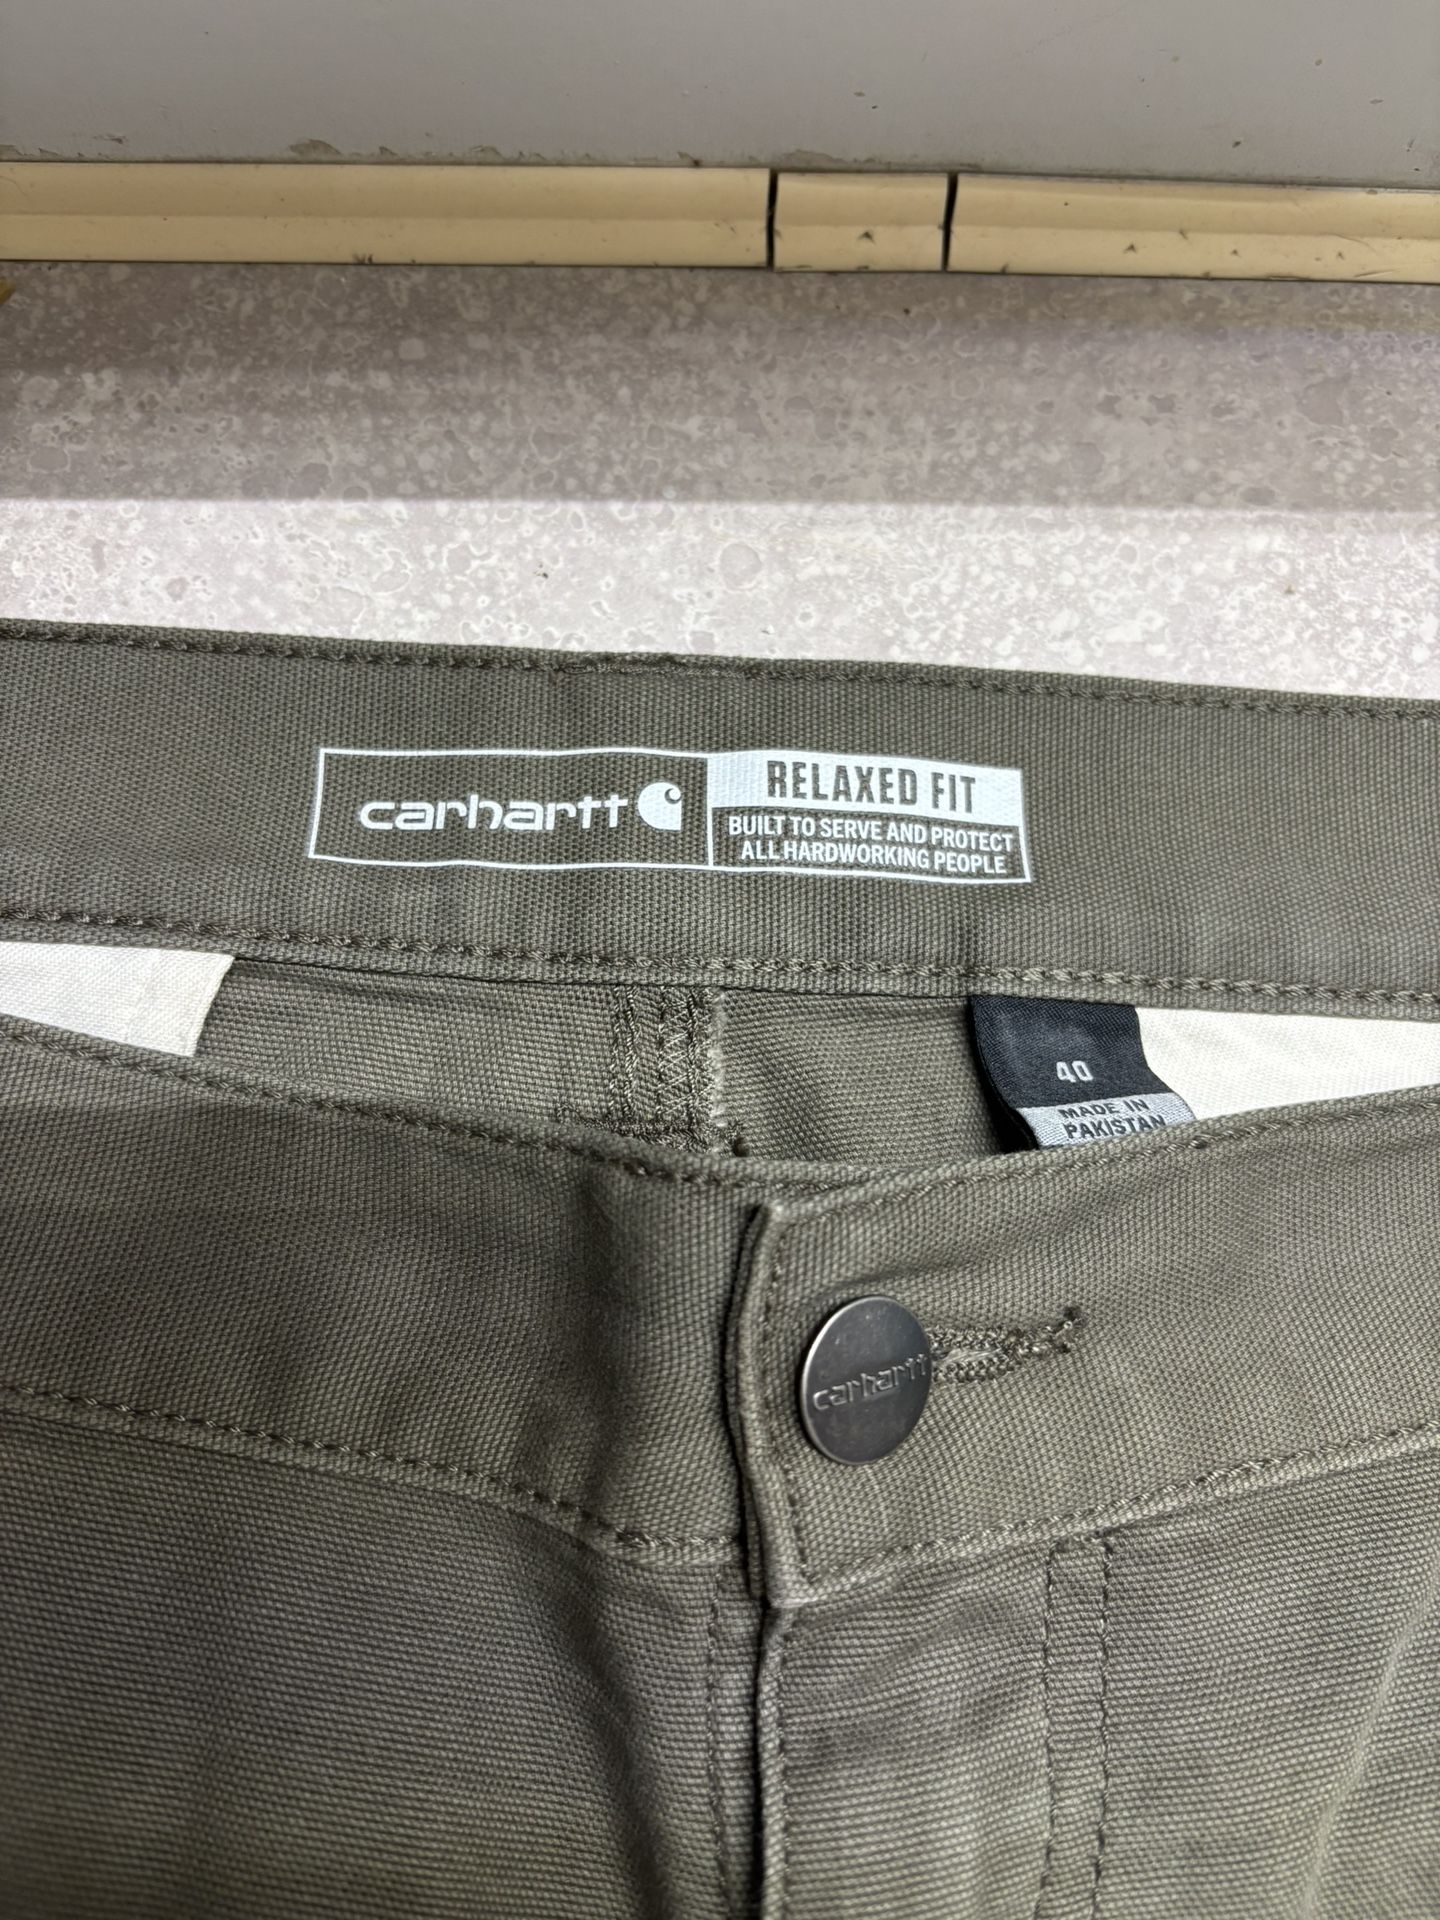 carhartt
RELAXED FIT
BUILT TO SERVE AND PROTECT
ALL HARDWORKING PEOPLE
40
MADE IN
PAKISTAN
carhartt